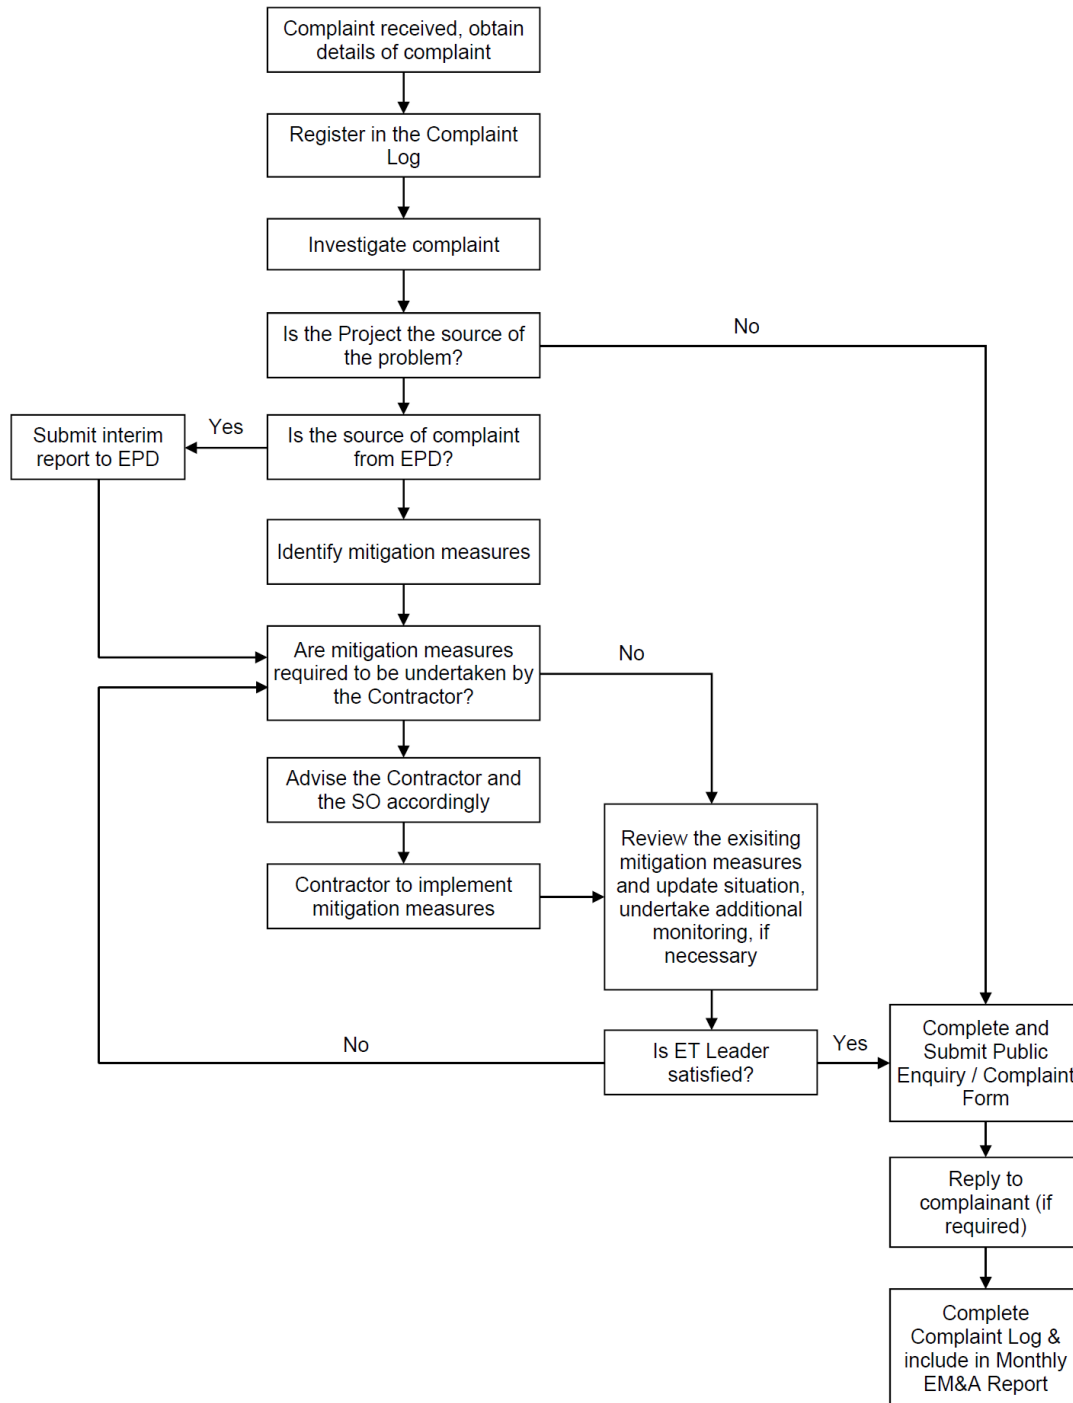 Complaint received, obtain
details of complaint
Register in the Complaint
Log
Investigate complaint
Is the Project the source of
the problem?
No
Submit interim
report to EPD
Yes
Is the source of complaint
from EPD?
Identify mitigation measures
Are mitigation measures
required to be undertaken by
the Contractor?
No
Advise the Contractor and
the SO accordingly
Contractor to implement
mitigation measures
Review the exisiting
mitigation measures
and update situation,
undertake additional
monitoring, if
necessary
No
Is ET Leader
satisfied?
Yes
Complete and
Submit Public
Enquiry / Complaint
Form
Reply to
complainant (if
required)
Complete
Complaint Log &
include in Monthly
EM&A Report